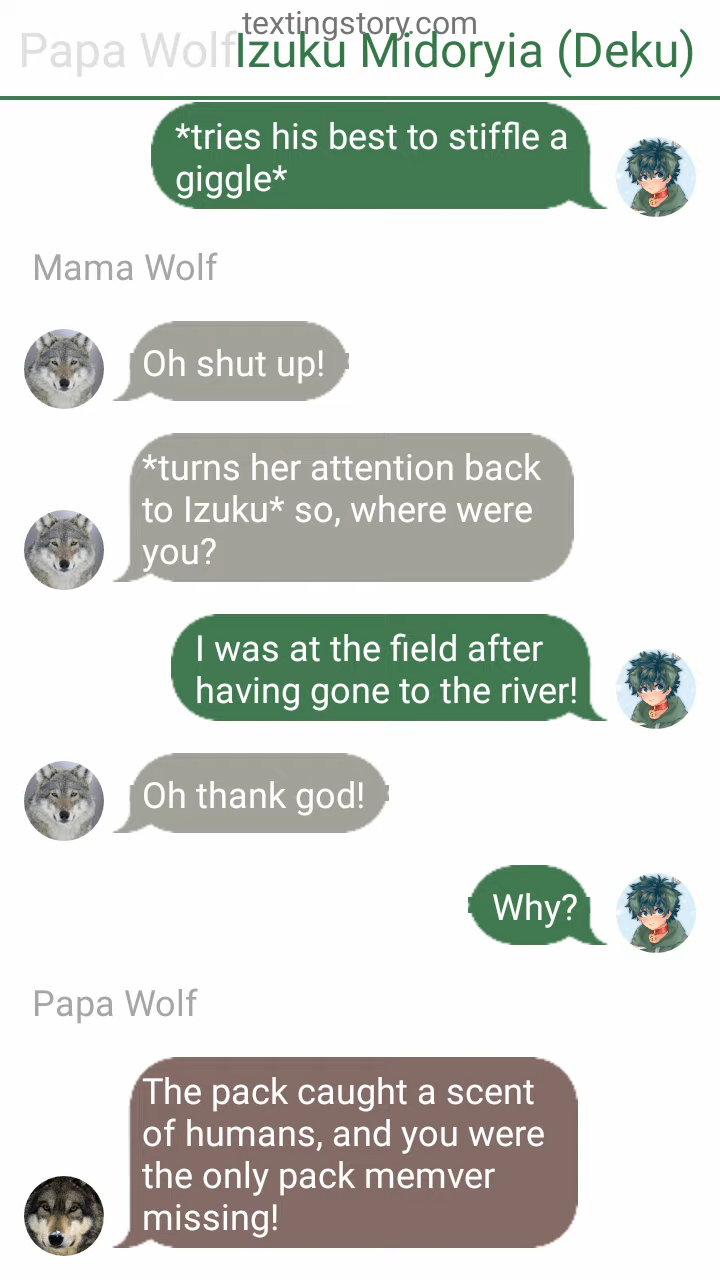 textingstory.com
Papa Wolf Izuku Midoryia (Deku)
*tries his best to stiffle a
giggle*
Mama Wolf
Oh shut up!
*turns her attention back
to Izuku* so, where were
you?
I was at the field after
having gone to the river!
Oh thank god!
Why?
Papa Wolf
The pack caught a scent
of humans, and you were
the only pack memver
missing!